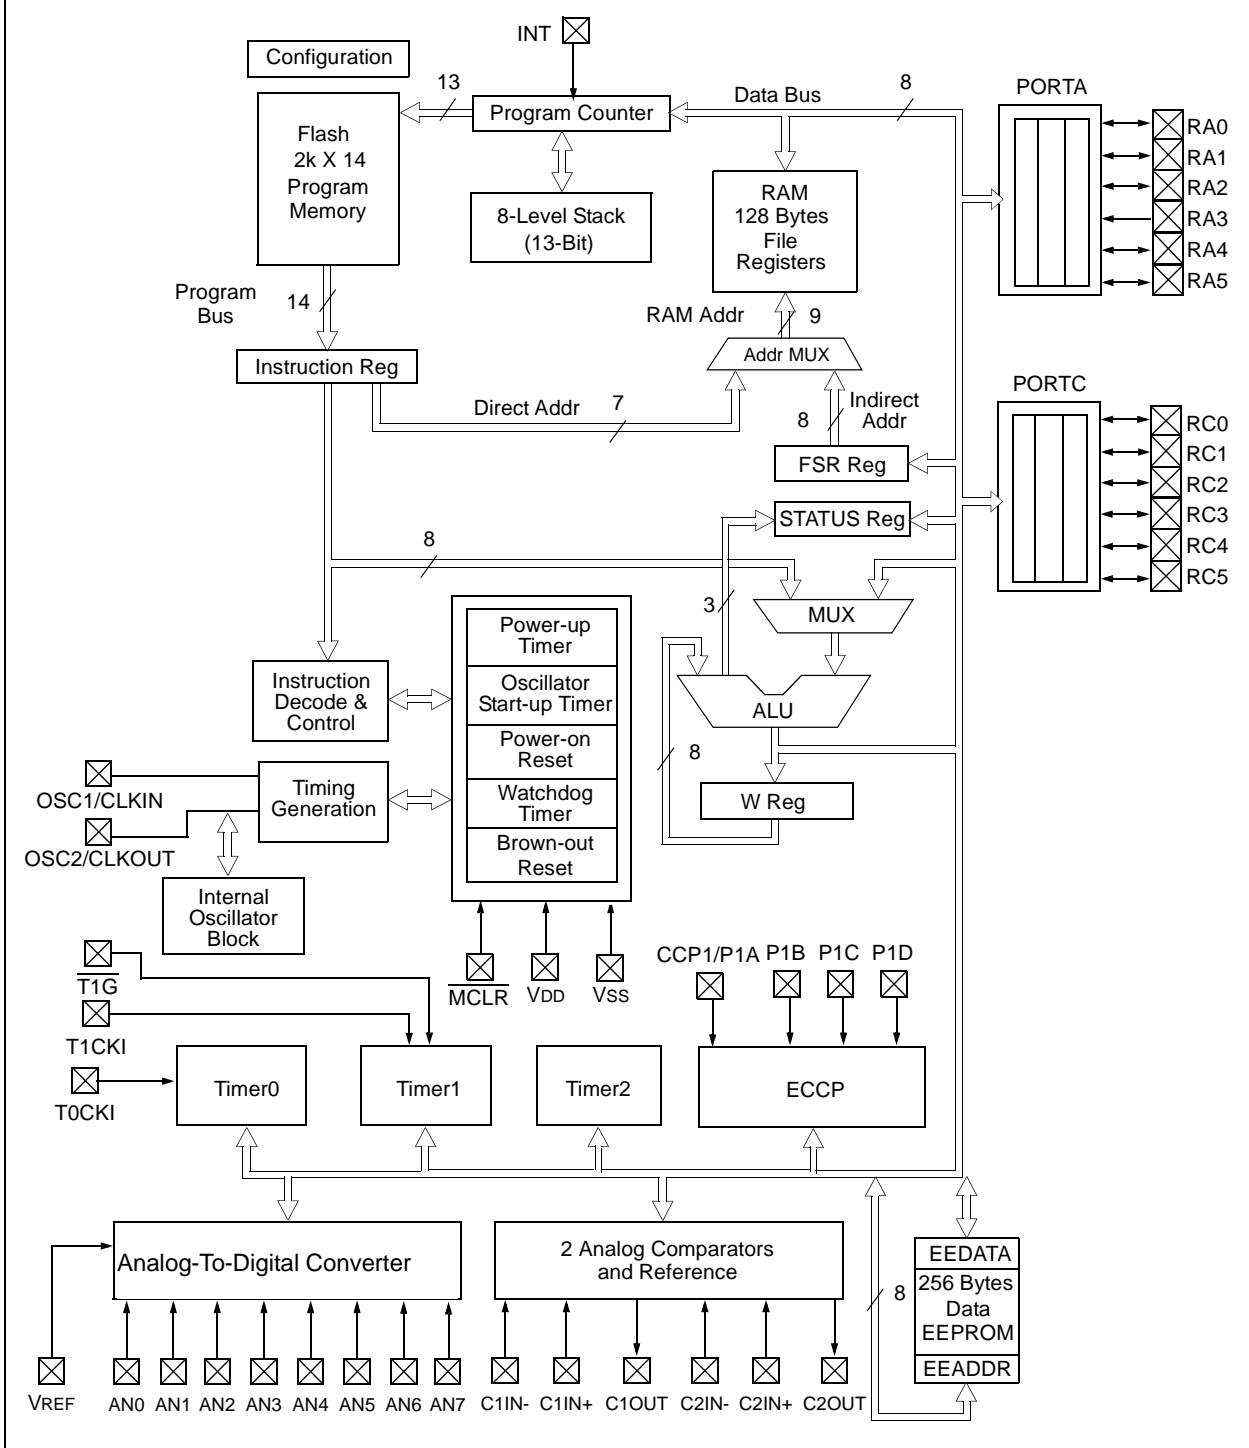 INT
Configuration
13
Data Bus
8
PORTA
Program Counter
Flash
2k X 14
Program
Memory
8-Level Stack
(13-Bit)
RAM
128 Bytes
File
Registers
RA0
RA1
RA2
RA3
RA4
RA5
Program
Bus
14
RAM Addr
9
Addr MUX
Instruction Reg
Direct Addr
7
Indirect
Addr
8
FSR Reg
STATUS Reg
PORTC
RC0
RC1
RC2
RC3
RC4
RC5
8
3
MUX
Instruction
Decode &
Control
Power-up
Timer
Oscillator
Start-up Timer
Power-on
Reset
Watchdog
Timer
Brown-out
Reset
ALU
8
W Reg
OSC1/CLKIN
Timing
Generation
OSC2/CLKOUT
Internal
Oscillator
Block
T1G
MCLR
VDD
VSS
CCP1/P1A
P1B
P1C
P1D
T1CKI
T0CKI
Timer0
Timer1
Timer2
ECCP
Analog-To-Digital Converter
2 Analog Comparators
and Reference
EEDATA
256 Bytes
Data
EEPROM
EEADDR
8
VREF
AN0
AN1
AN2
AN3
AN4
AN5
AN6
AN7
C1IN-
C1IN+
C1OUT
C2IN-
C2IN+
C2OUT